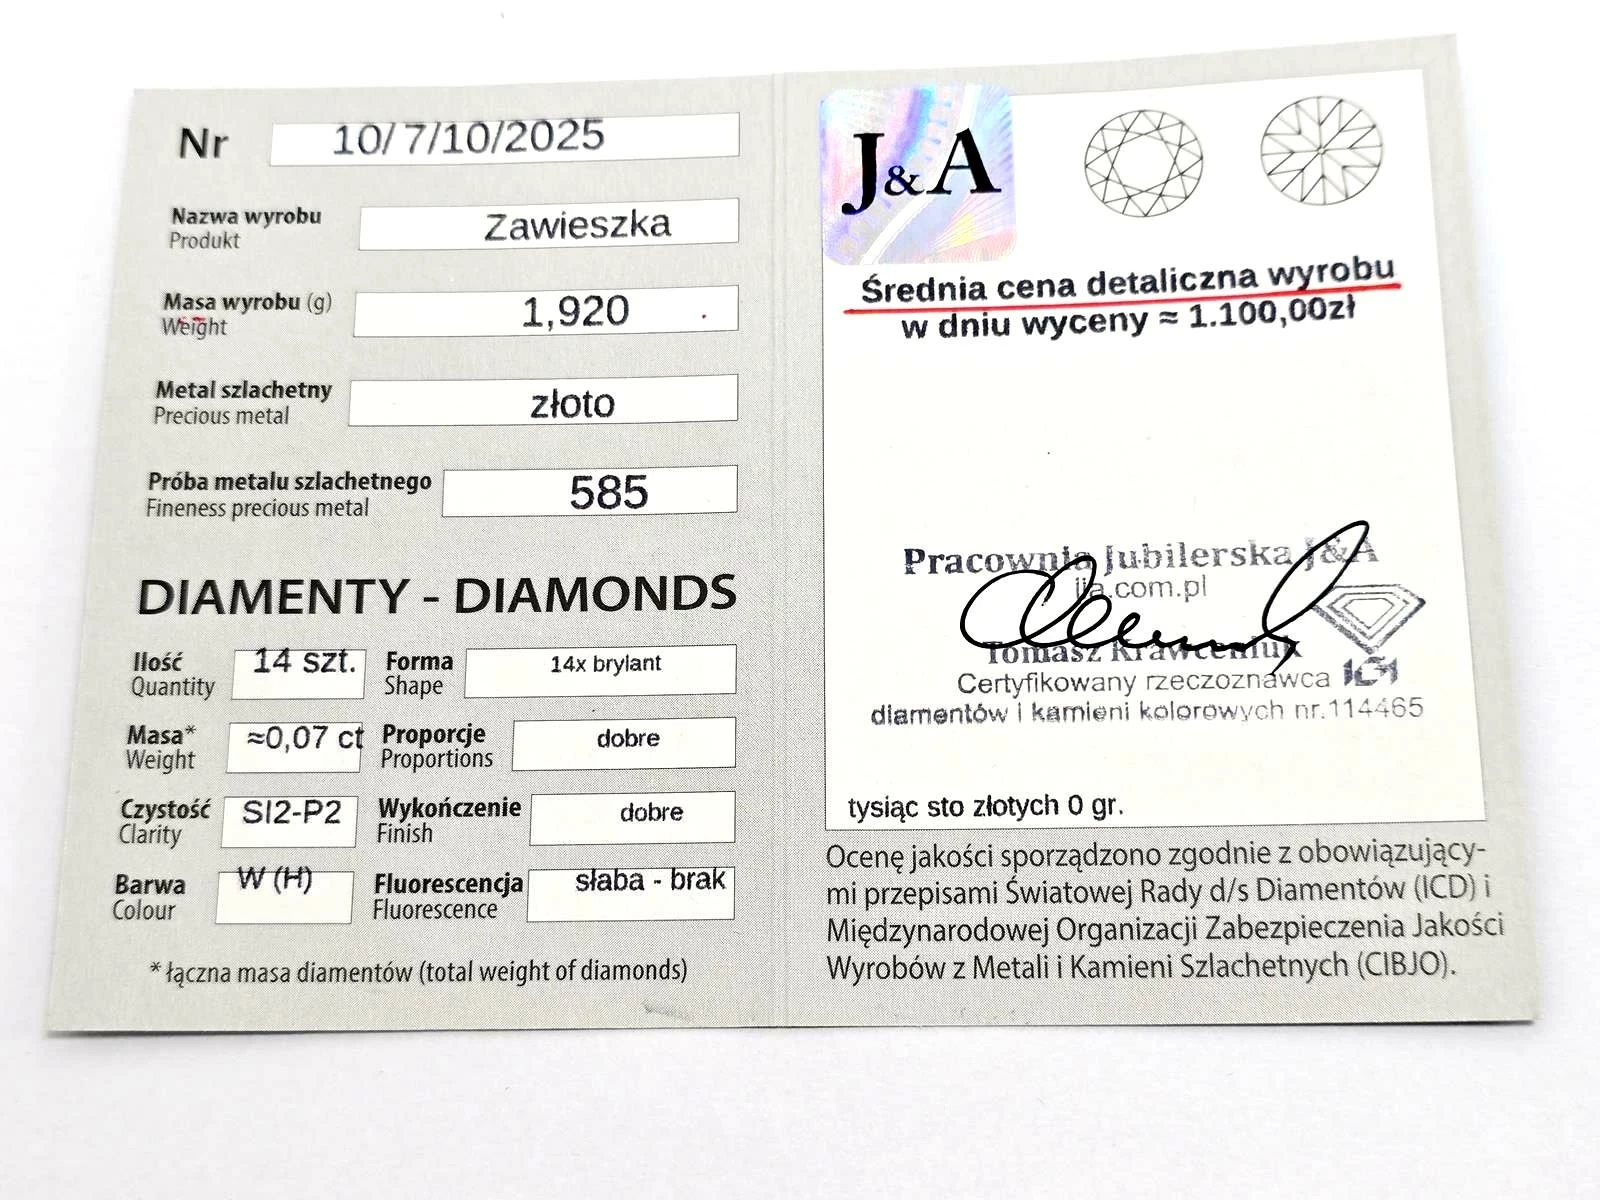 Nr 10/ 7/10/2025
Nazwa wyrobu Zawieszka
Produkt
Masa wyrobu (g) 1,920
Weight
Metal szlachetny złoto
Precious metal
Próba metalu szlachetnego 585
Fineness precious metal
DIAMENTY - DIAMONDS
Ilość 14 szt. Forma 14x brylant
Quantity Shape
Masa* ≈0,07 ct Proporcje dobre
Weight Proportions
Czystość SI2-P2 Wykończenie dobre
Clarity Finish
Barwa W (H) Fluorescencja słaba - brak
Colour Fluorescence
* łączna masa diamentów (total weight of diamonds)
J&A
Średnia cena detaliczna wyrobu
w dniu wyceny ≈ 1.100,00zł
Pracownia Jubilerska J&A
.com.pl
Tomasz Krawceniuk
Certyfikowany rzeczoznawca IGI
diamentów i kamieni kolorowych nr.114465
tysiąc sto złotych 0 gr.
Ocenę jakości sporządzono zgodnie z obowiązujący-
mi przepisami Światowej Rady d/s Diamentów (ICD) i
Międzynarodowej Organizacji Zabezpieczenia Jakości
Wyrobów z Metali i Kamieni Szlachetnych (CIBJO).